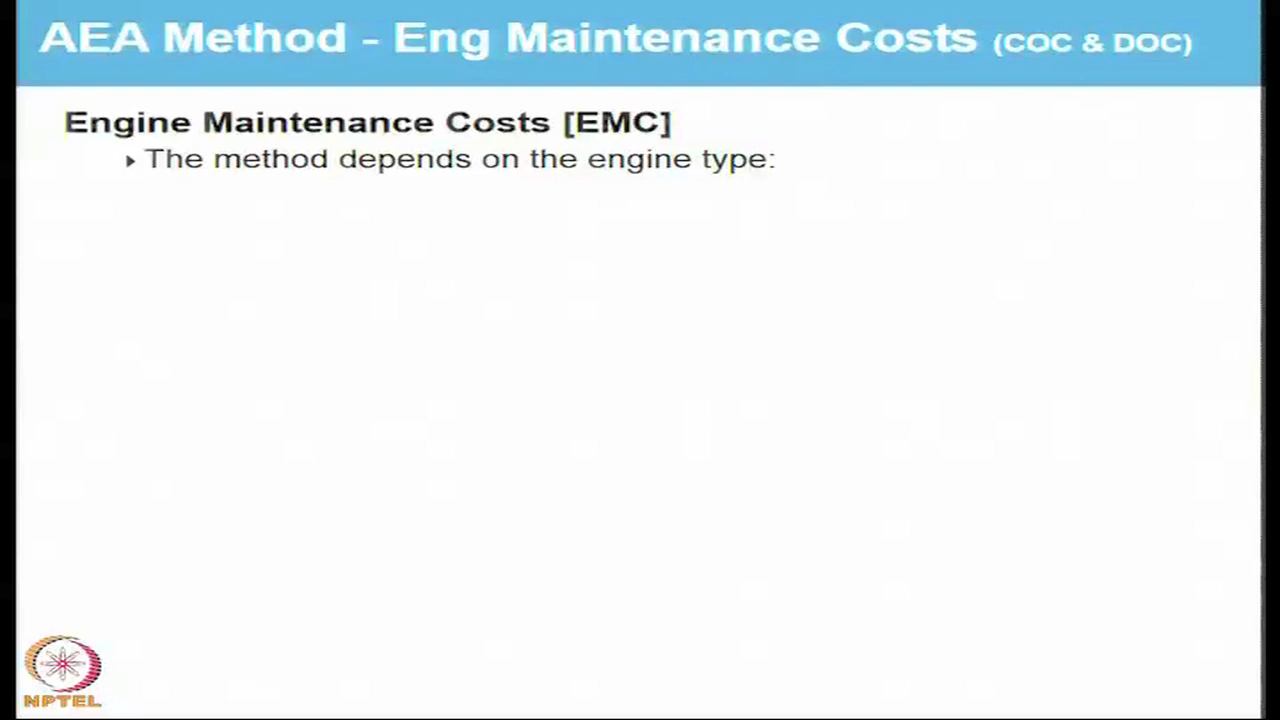 AEA Method - Eng Maintenance Costs (COC & DOC)
Engine Maintenance Costs [EMC]
The method depends on the engine type:
NPTEL